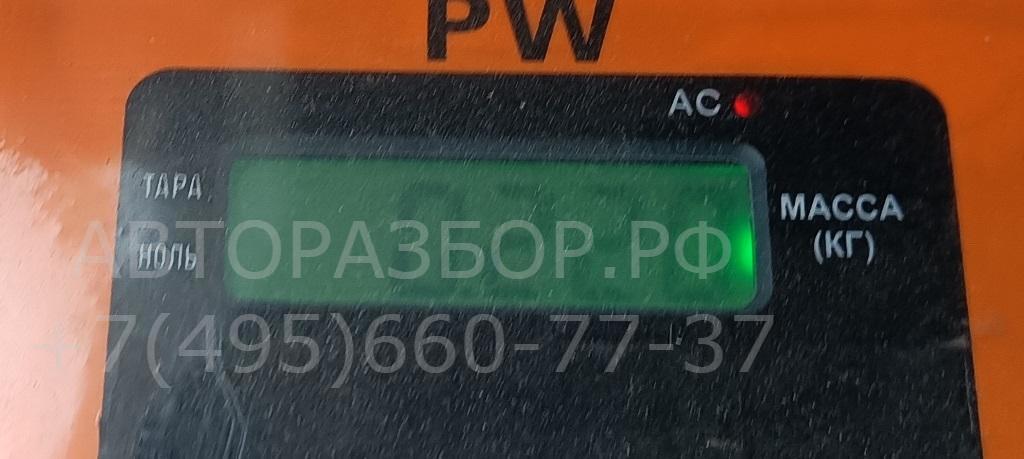 PW
AC
ТАРА
МАССА
(КГ)
НОЛЬ
АВТОРАЗБОР.РФ
+7(495)660-77-37